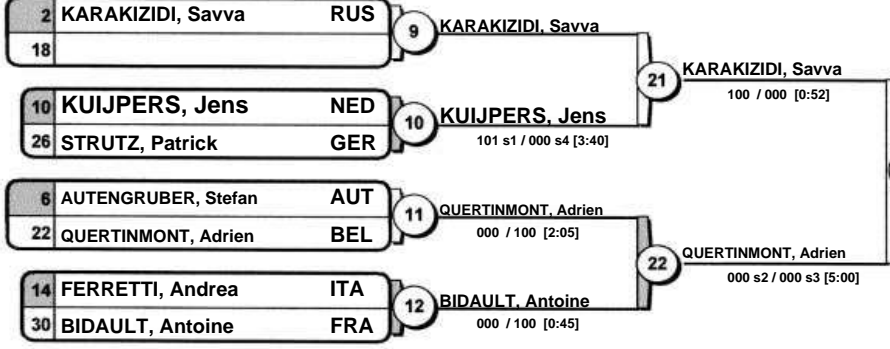 2 KARAKIZIDI, Savva RUS
18
9 KARAKIZIDI, Savva
10 KUIJPERS, Jens NED
26 STRUTZ, Patrick GER
10 KUIJPERS, Jens
101 s1 / 000 s4 [3:40]
21 KARAKIZIDI, Savva
100 / 000 [0:52]
6 AUTENGRUBER, Stefan AUT
22 QUERTINMONT, Adrien BEL
11 QUERTINMONT, Adrien
000 / 100 [2:05]
14 FERRETTI, Andrea ITA
30 BIDAULT, Antoine FRA
12 BIDAULT, Antoine
000 / 100 [0:45]
22 QUERTINMONT, Adrien
000 s2 / 000 s3 [5:00]